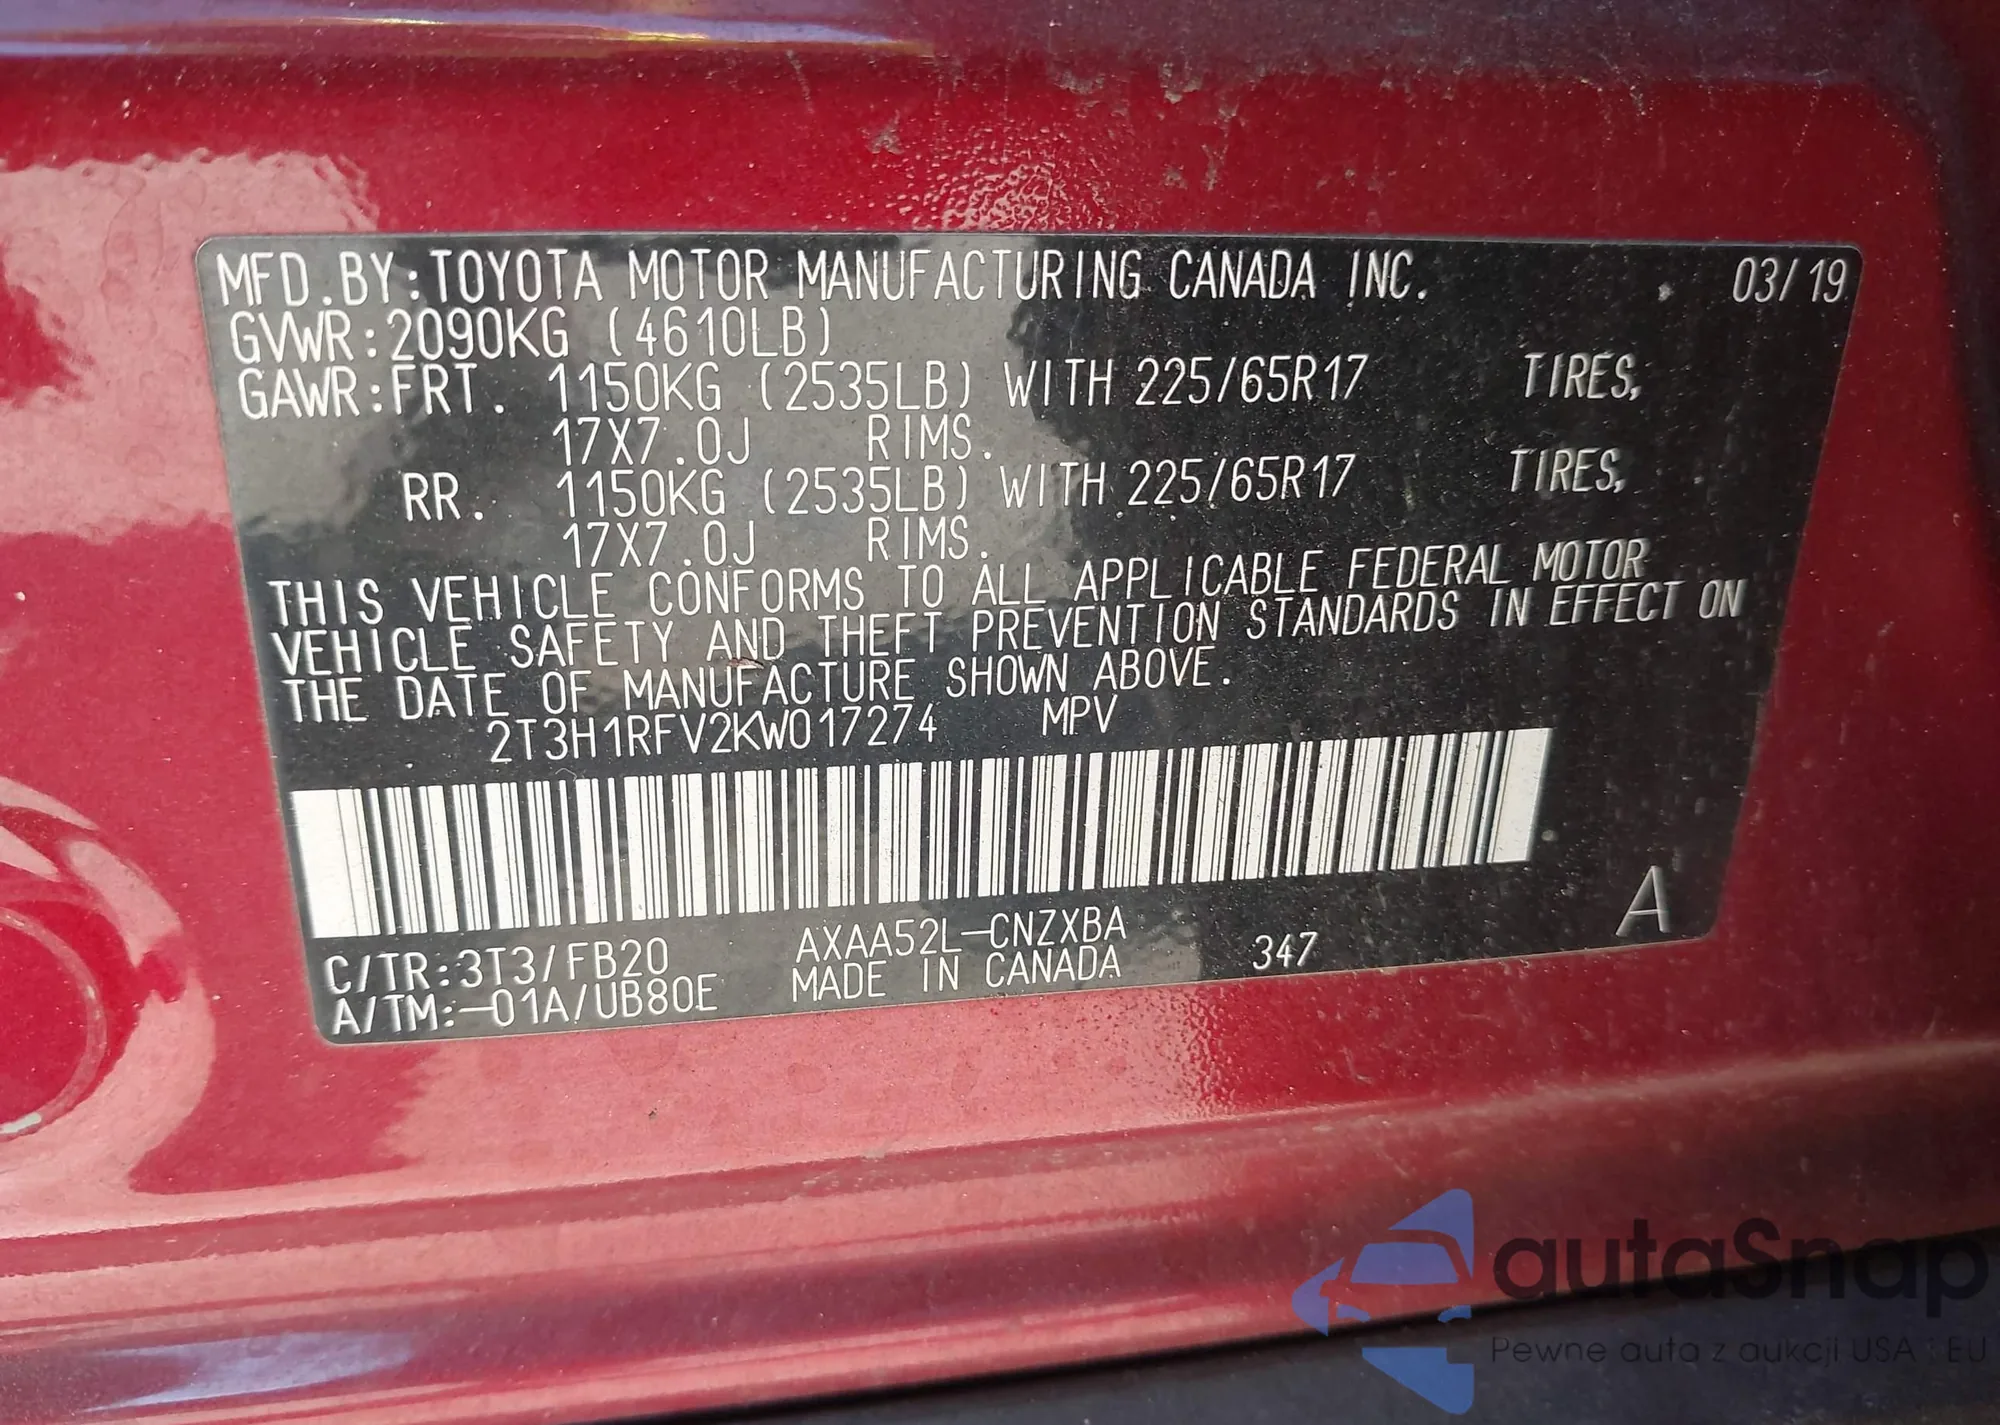 MFD.BY:TOYOTA MOTOR MANUFACTURING CANADA INC. 03/19
GVWR:2090KG (4610LB)
GAWR:FRT. 1150KG (2535LB) WITH 225/65R17 TIRES,
17X7.0J RIMS.
RR. 1150KG (2535LB) WITH 225/65R17 TIRES,
17X7.0J RIMS.
THIS VEHICLE CONFORMS TO ALL APPLICABLE FEDERAL MOTOR
VEHICLE SAFETY AND THEFT PREVENTION STANDARDS IN EFFECT ON
THE DATE OF MANUFACTURE SHOWN ABOVE.
2T3H1RFV2KW017274 MPV
C/TR:3T3/FB20 AXAA52L-CNZXBA 347 A
A/TM:-01A/UB80E MADE IN CANADA
autaSnap
Pewne auta z aukcji USA i EU